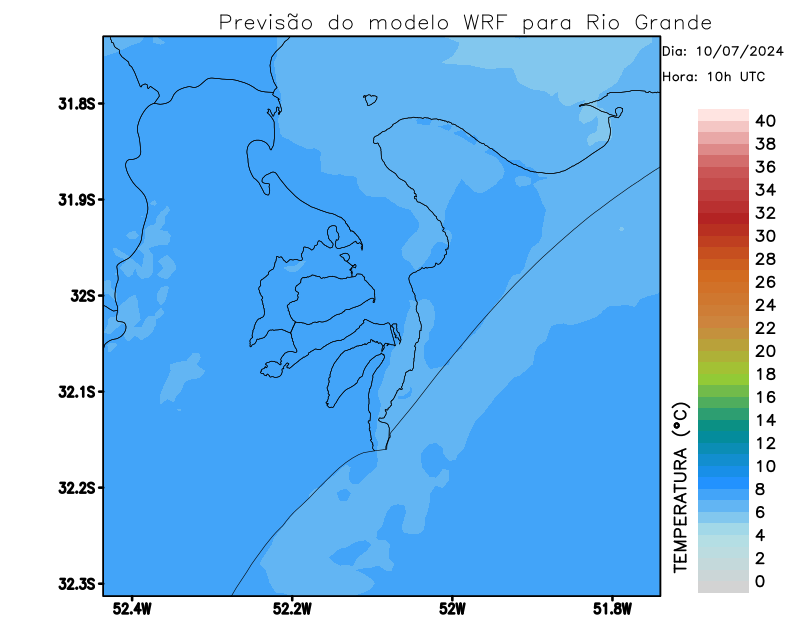 Previsão do modelo WRF para Rio Grande
Dia: 10/07/2024
Hora: 10h UTC
31.8S
31.9S
32S
32.1S
32.2S
32.3S
52.4W
52.2W
52W
51.8W
TEMPERATURA (°C)
40
38
36
34
32
30
28
26
24
22
20
18
16
14
12
10
8
6
4
2
0